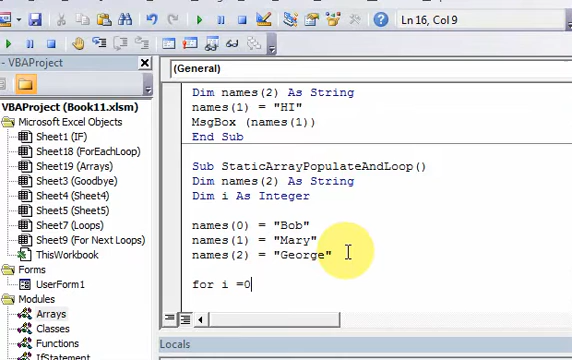 Ln 16, Col 9
VBAProject
(General)
VBAProject (Book11.xlsm)
Microsoft Excel Objects
Sheet1 (IF)
Sheet18 (ForEachLoop)
Sheet19 (Arrays)
Sheet3 (Goodbye)
Sheet4 (Sheet4)
Sheet5 (Sheet5)
Sheet7 (Loops)
Sheet9 (For Next Loops)
ThisWorkbook
Forms
UserForm1
Modules
Arrays
Classes
Functions
IfStatement
Dim names(2) As String
names(1) = "HI"
MsgBox (names(1))
End Sub
Sub StaticArrayPopulateAndLoop()
Dim names(2) As String
Dim i As Integer
names(0) = "Bob"
names(1) = "Mary"
names(2) = "George"
for i =0
Locals